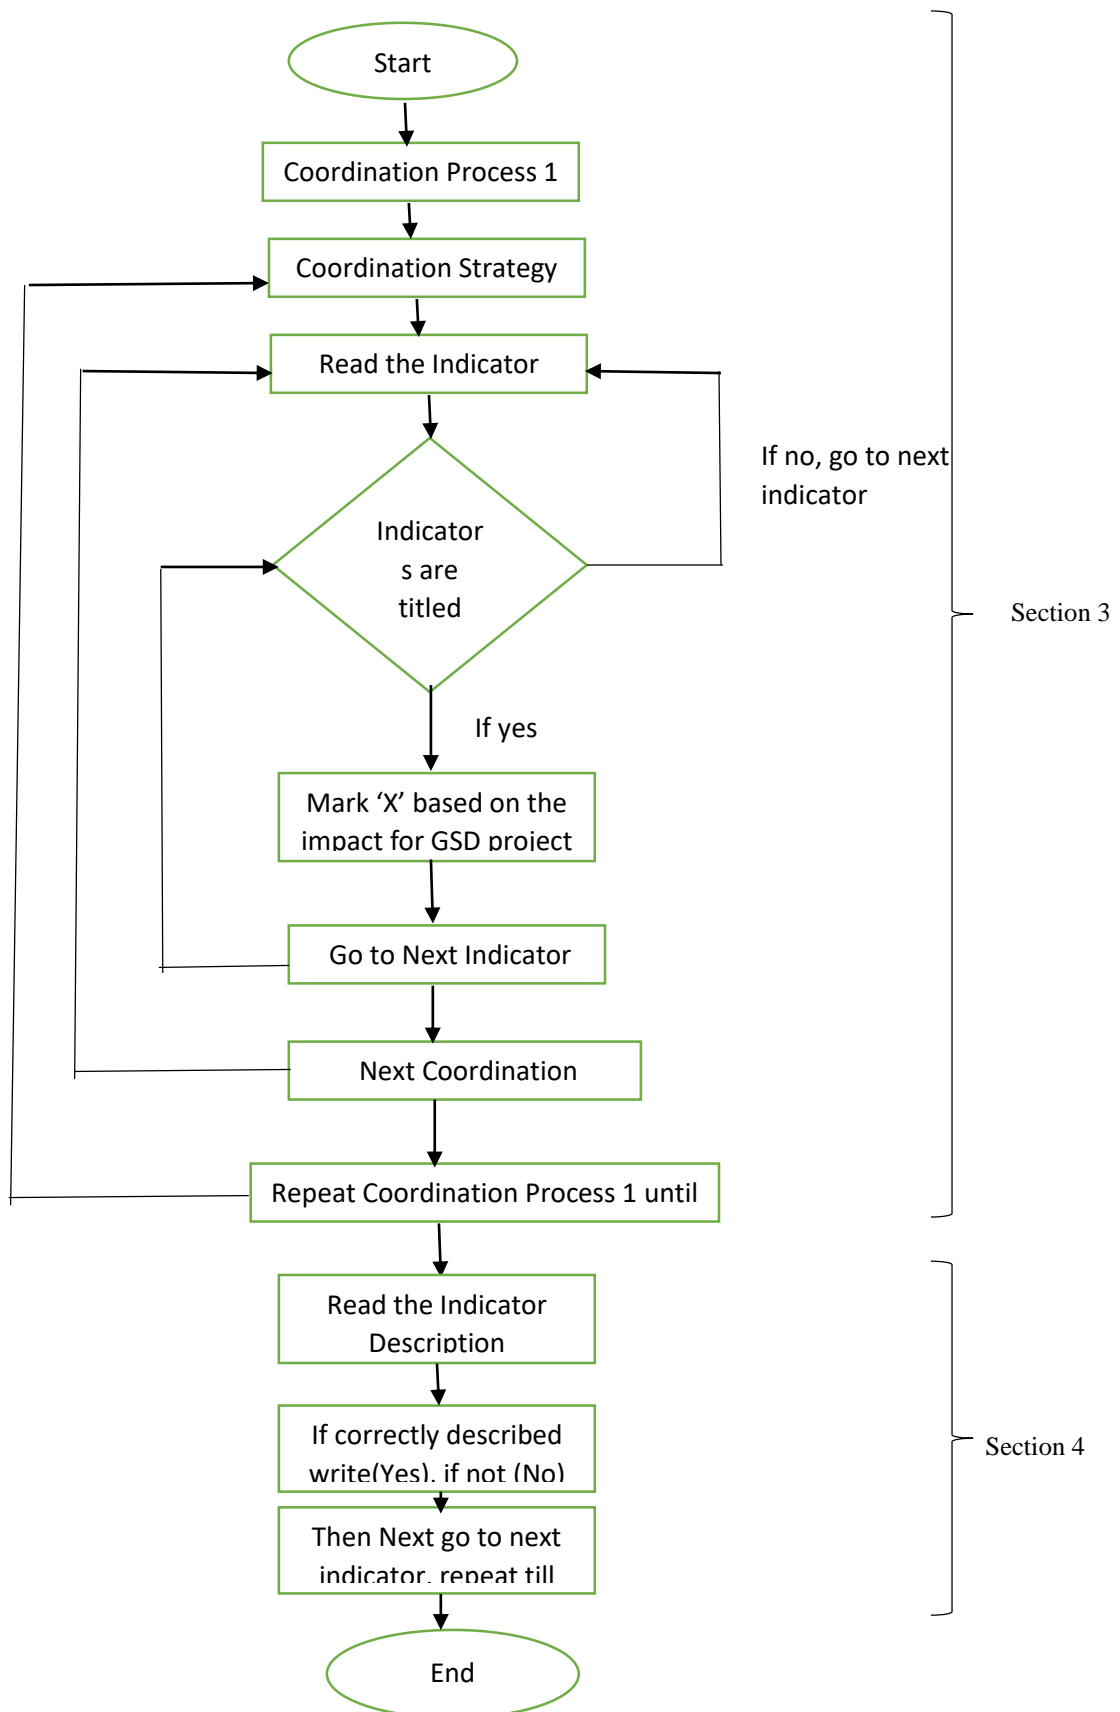 Start
Coordination Process 1
Coordination Strategy
Read the Indicator
If no, go to next
indicator
Indicator
s are
titled
Section 3
If yes
Mark ‘X’ based on the
impact for GSD project
Go to Next Indicator
Next Coordination
Repeat Coordination Process 1 until
Read the Indicator
Description
If correctly described
write(Yes), if not (No)
Section 4
Then Next go to next
indicator, repeat till
End